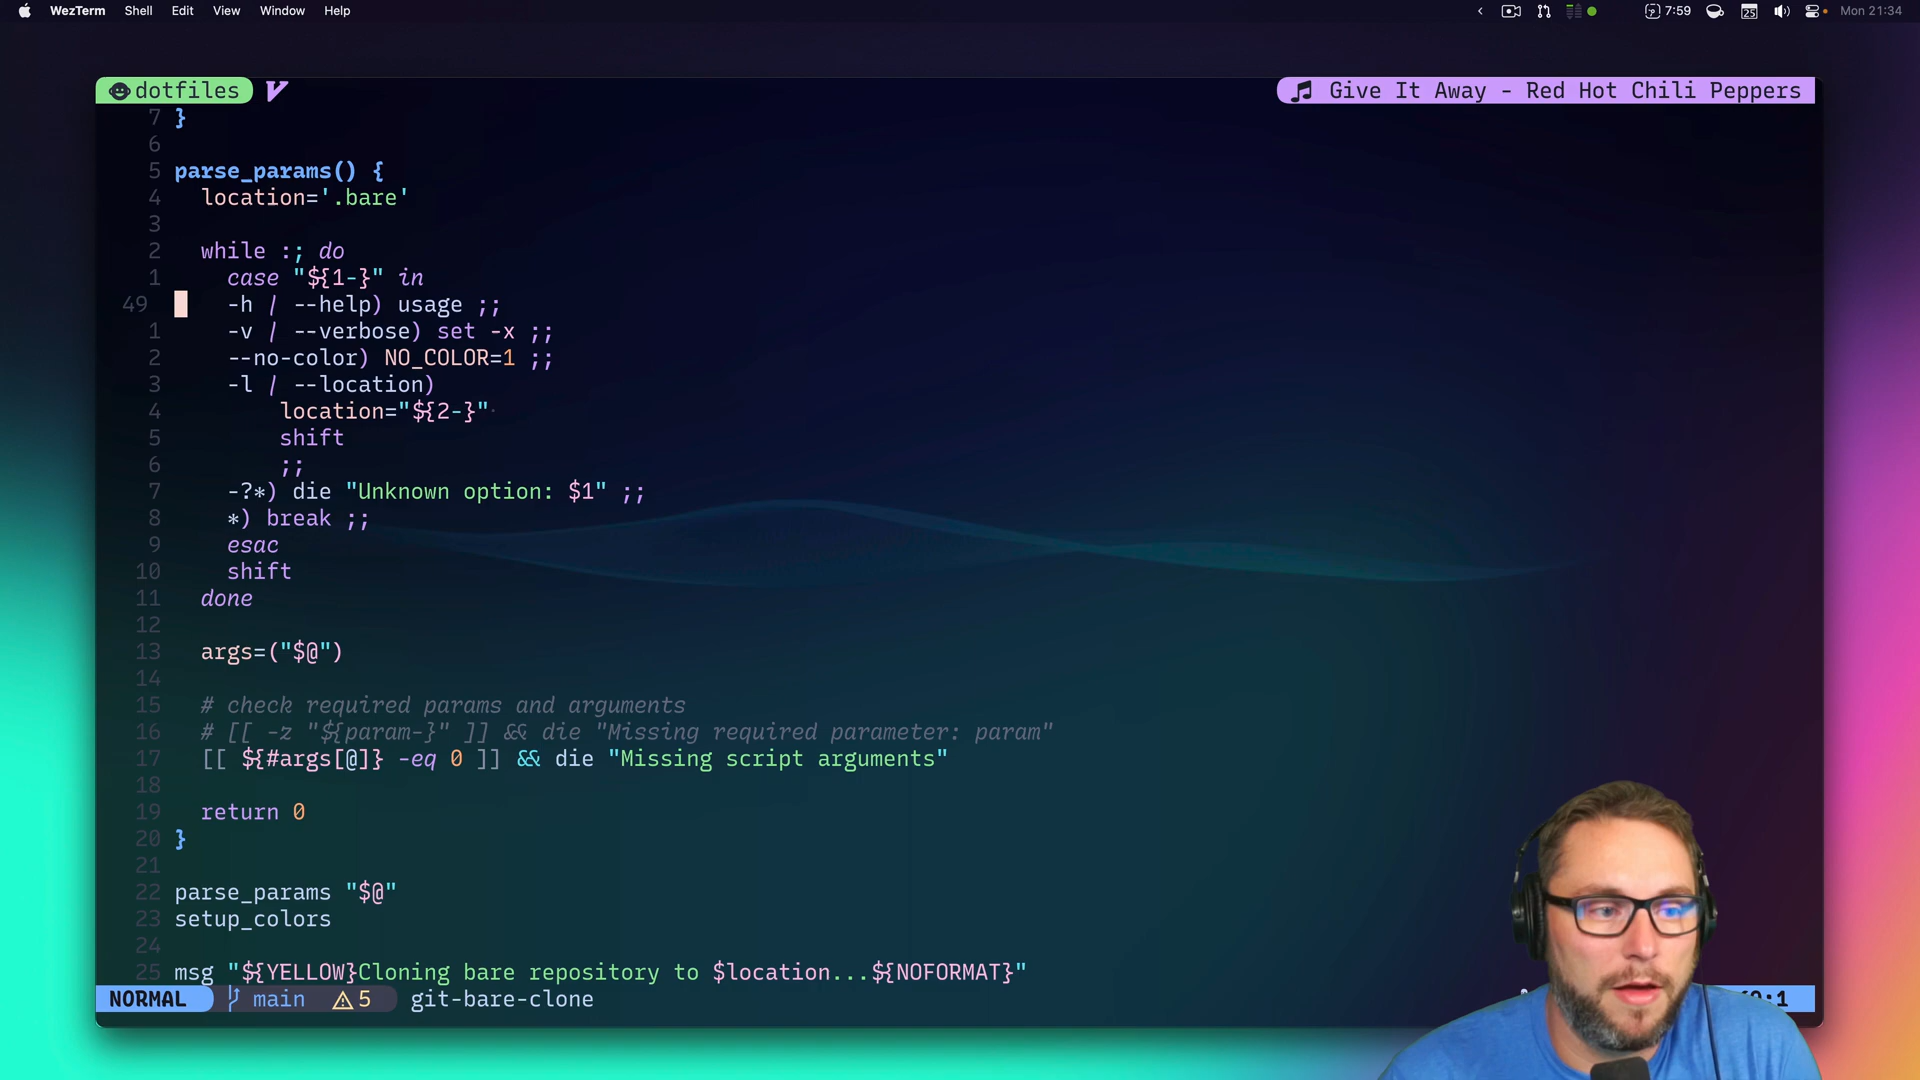 WezTerm Shell Edit View Window Help 7:59 25 Mon 21:34
dotfiles
Give It Away - Red Hot Chili Peppers
7 }
6
5 parse_params() {
4 location='.bare'
3
2 while :; do
1 case "${1-}" in
49 -h | --help) usage ;;
1 -v | --verbose) set -x ;;
2 --no-color) NO_COLOR=1 ;;
3 -l | --location)
4 location="${2-}"
5 shift
6 ;;
7 -?*) die "Unknown option: $1" ;;
8 *) break ;;
9 esac
10 shift
11 done
12
13 args=("$@")
14
15 # check required params and arguments
16 # [[ -z "${param-}" ]] && die "Missing required parameter: param"
17 [[ ${#args[@]} -eq 0 ]] && die "Missing script arguments"
18
19 return 0
20 }
21
22 parse_params "$@"
23 setup_colors
24
25 msg "${YELLOW}Cloning bare repository to $location...${NOFORMAT}"
NORMAL main 5 git-bare-clone